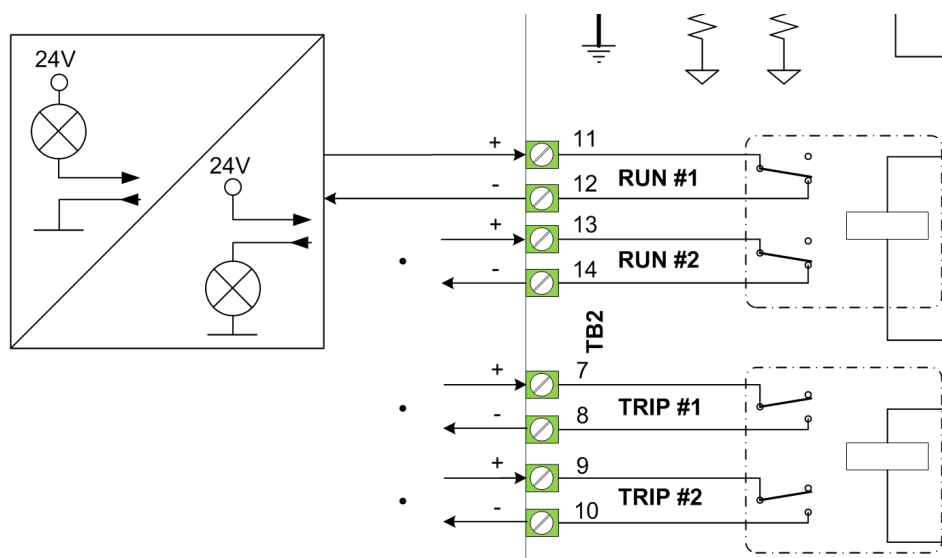 24V
24V
+
11
RUN #1
-
12
+
13
RUN #2
-
14
TB2
+
7
TRIP #1
-
8
+
9
TRIP #2
-
10